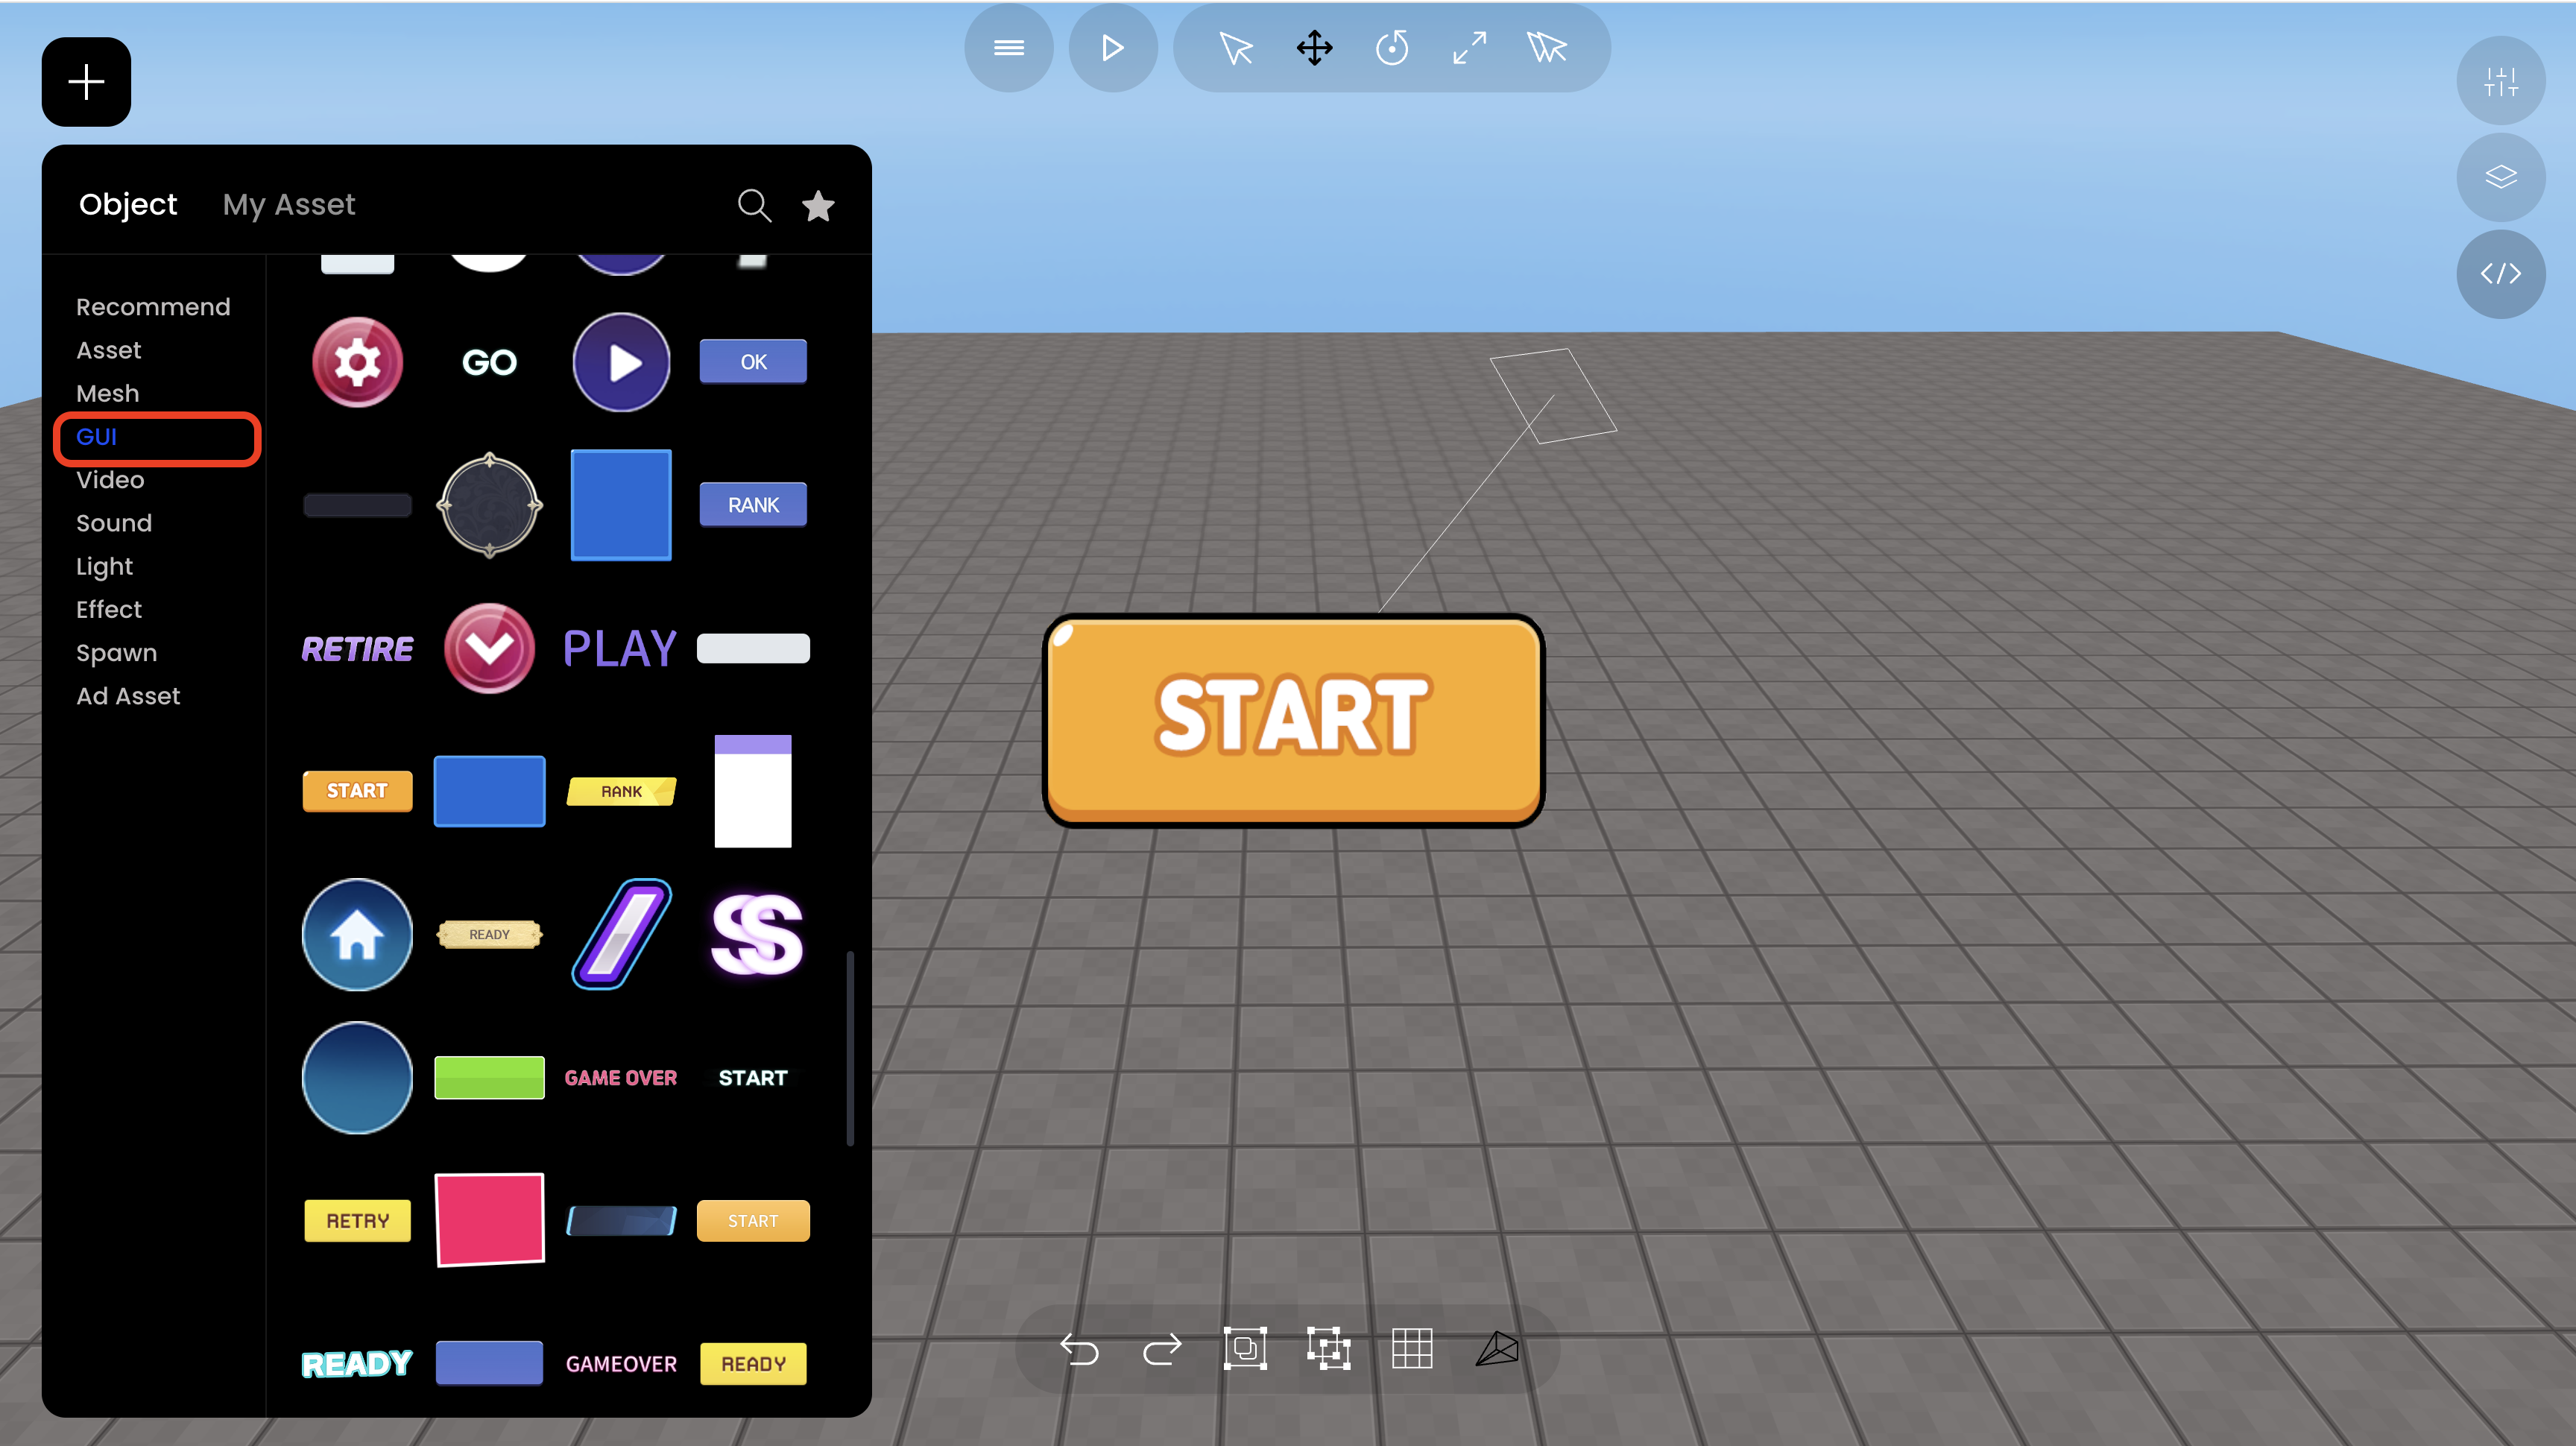 Object My Asset
Recommend
Asset
Mesh
GUI
Video
Sound
Light
Effect
Spawn
Ad Asset
GO
OK
RANK
RETIRE
PLAY
START
RANK
READY
S
S
GAME OVER
START
RETRY
START
READY
GAMEOVER
READY
START